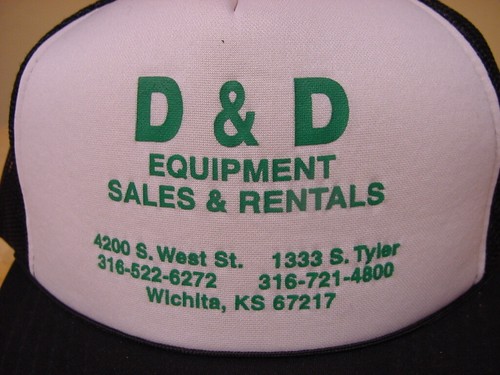 D & D
EQUIPMENT
SALES & RENTALS
4200 S. West St. 1333 S. Tyler
316-522-6272 316-721-4800
Wichita, KS 67217